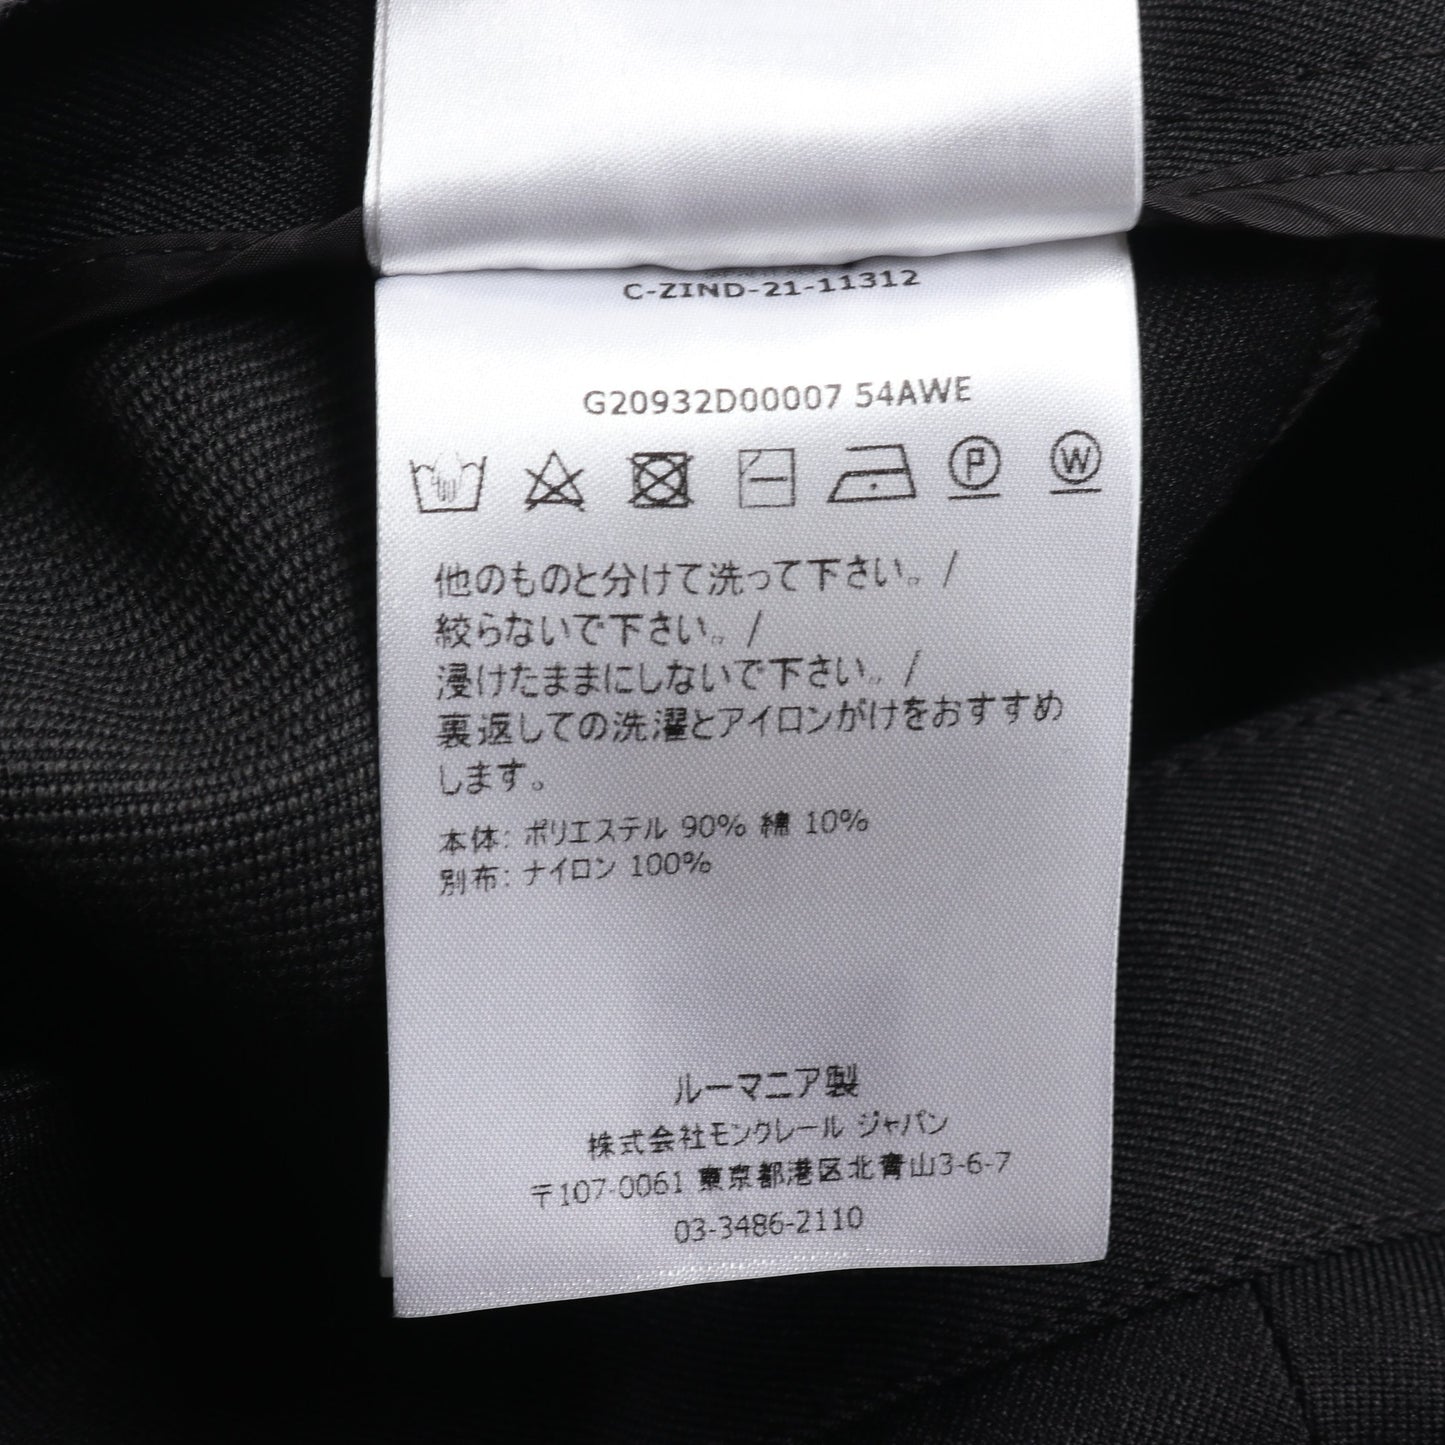 C-ZIND-21-11312
G20932D00007 54AWE
P W
他のものと分けて洗って下さい。/
絞らないで下さい。/
浸けたままにしないで下さい。/
裏返しての洗濯とアイロンがけをおすすめ
します。
本体: ポリエステル 90% 綿 10%
別布: ナイロン 100%
ルーマニア製
株式会社モンクレール ジャパン
〒107-0061 東京都港区北青山3-6-7
03-3486-2110